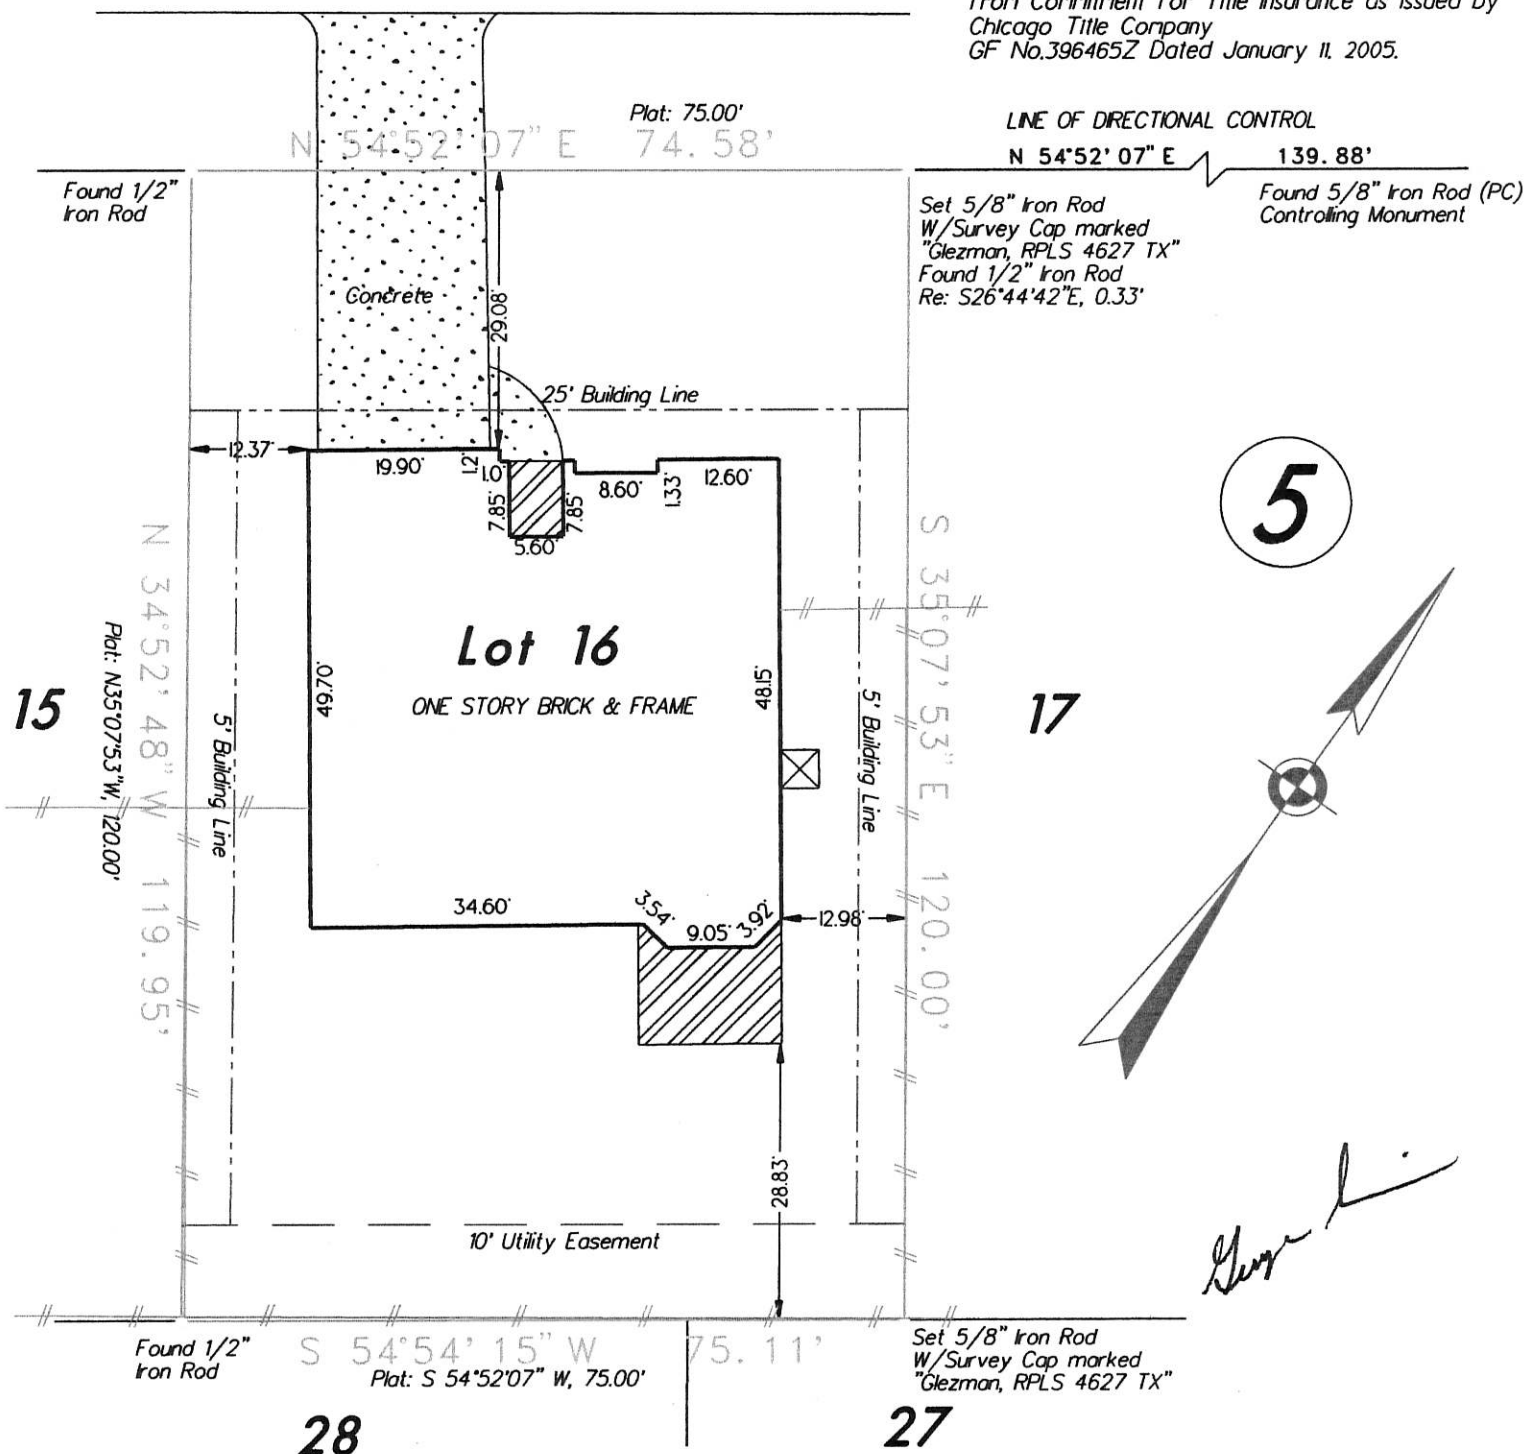 From Commitment For Title Insurance as issued by
Chicago Title Company
GF No.396465Z Dated January 11, 2005.
Plat: 75.00'
N 54°52' 07" E 74.58'
LINE OF DIRECTIONAL CONTROL
N 54°52' 07" E 139.88'
Found 1/2"
Iron Rod
Set 5/8" Iron Rod
W/Survey Cap marked
"Glezman, RPLS 4627 TX"
Found 1/2" Iron Rod
Re: S26°44'42"E, 0.33'
Found 5/8" Iron Rod (PC)
Controlling Monument
Concrete
29.08'
25' Building Line
12.37'
19.90'
1.2'
1.0'
7.85'
7.85'
5.60'
8.60'
1.33'
12.60'
5
N 34°52' 48" W 119.95'
Plat: N35°07'53"W, 120.00'
S 35°07' 53" E 120.00'
Lot 16
ONE STORY BRICK & FRAME
49.70'
48.15'
15
17
5' Building Line
5' Building Line
34.60'
3.54'
9.05'
3.92'
12.98'
28.83'
10' Utility Easement
Found 1/2"
Iron Rod
S 54°54' 15" W 75.11'
Plat: S 54°52'07" W, 75.00'
Set 5/8" Iron Rod
W/Survey Cap marked
"Glezman, RPLS 4627 TX"
28
27